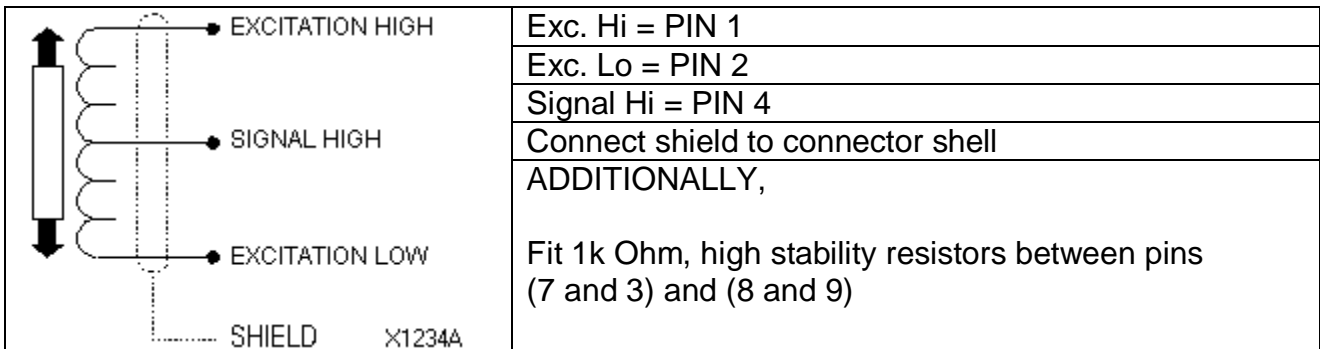 EXCITATION HIGH
SIGNAL HIGH
EXCITATION LOW
SHIELD X1234A
Exc. Hi = PIN 1
Exc. Lo = PIN 2
Signal Hi = PIN 4
Connect shield to connector shell
ADDITIONALLY,
Fit 1k Ohm, high stability resistors between pins
(7 and 3) and (8 and 9)